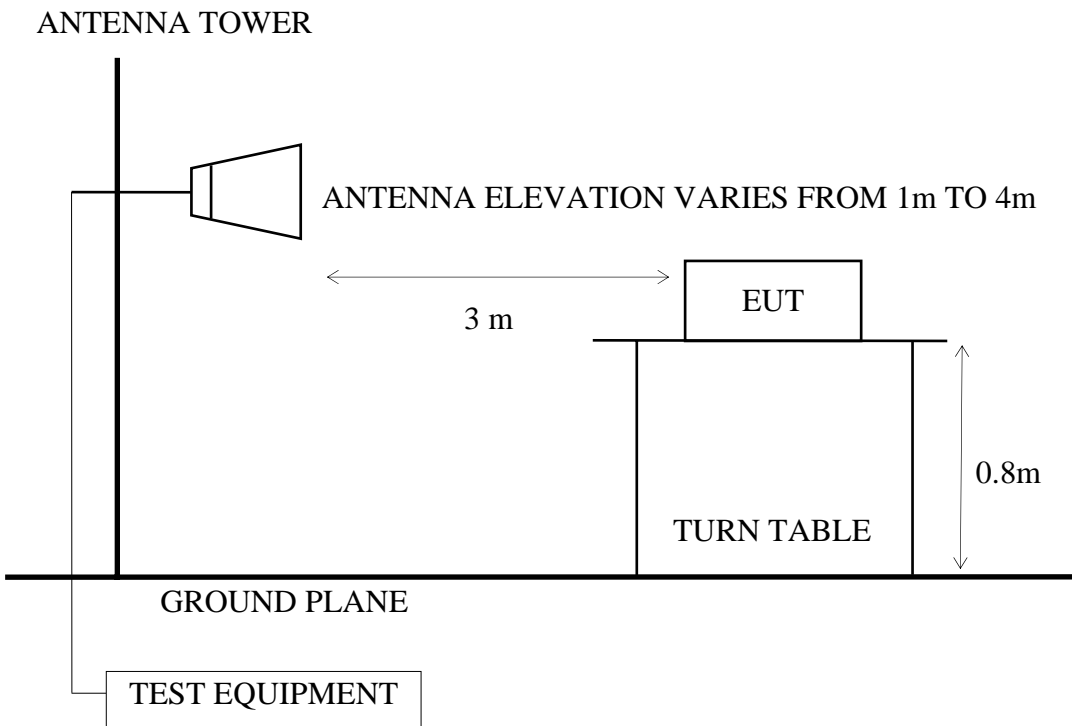 ANTENNA TOWER
ANTENNA ELEVATION VARIES FROM 1m TO 4m
EUT
3 m
0.8m
TURN TABLE
GROUND PLANE
TEST EQUIPMENT